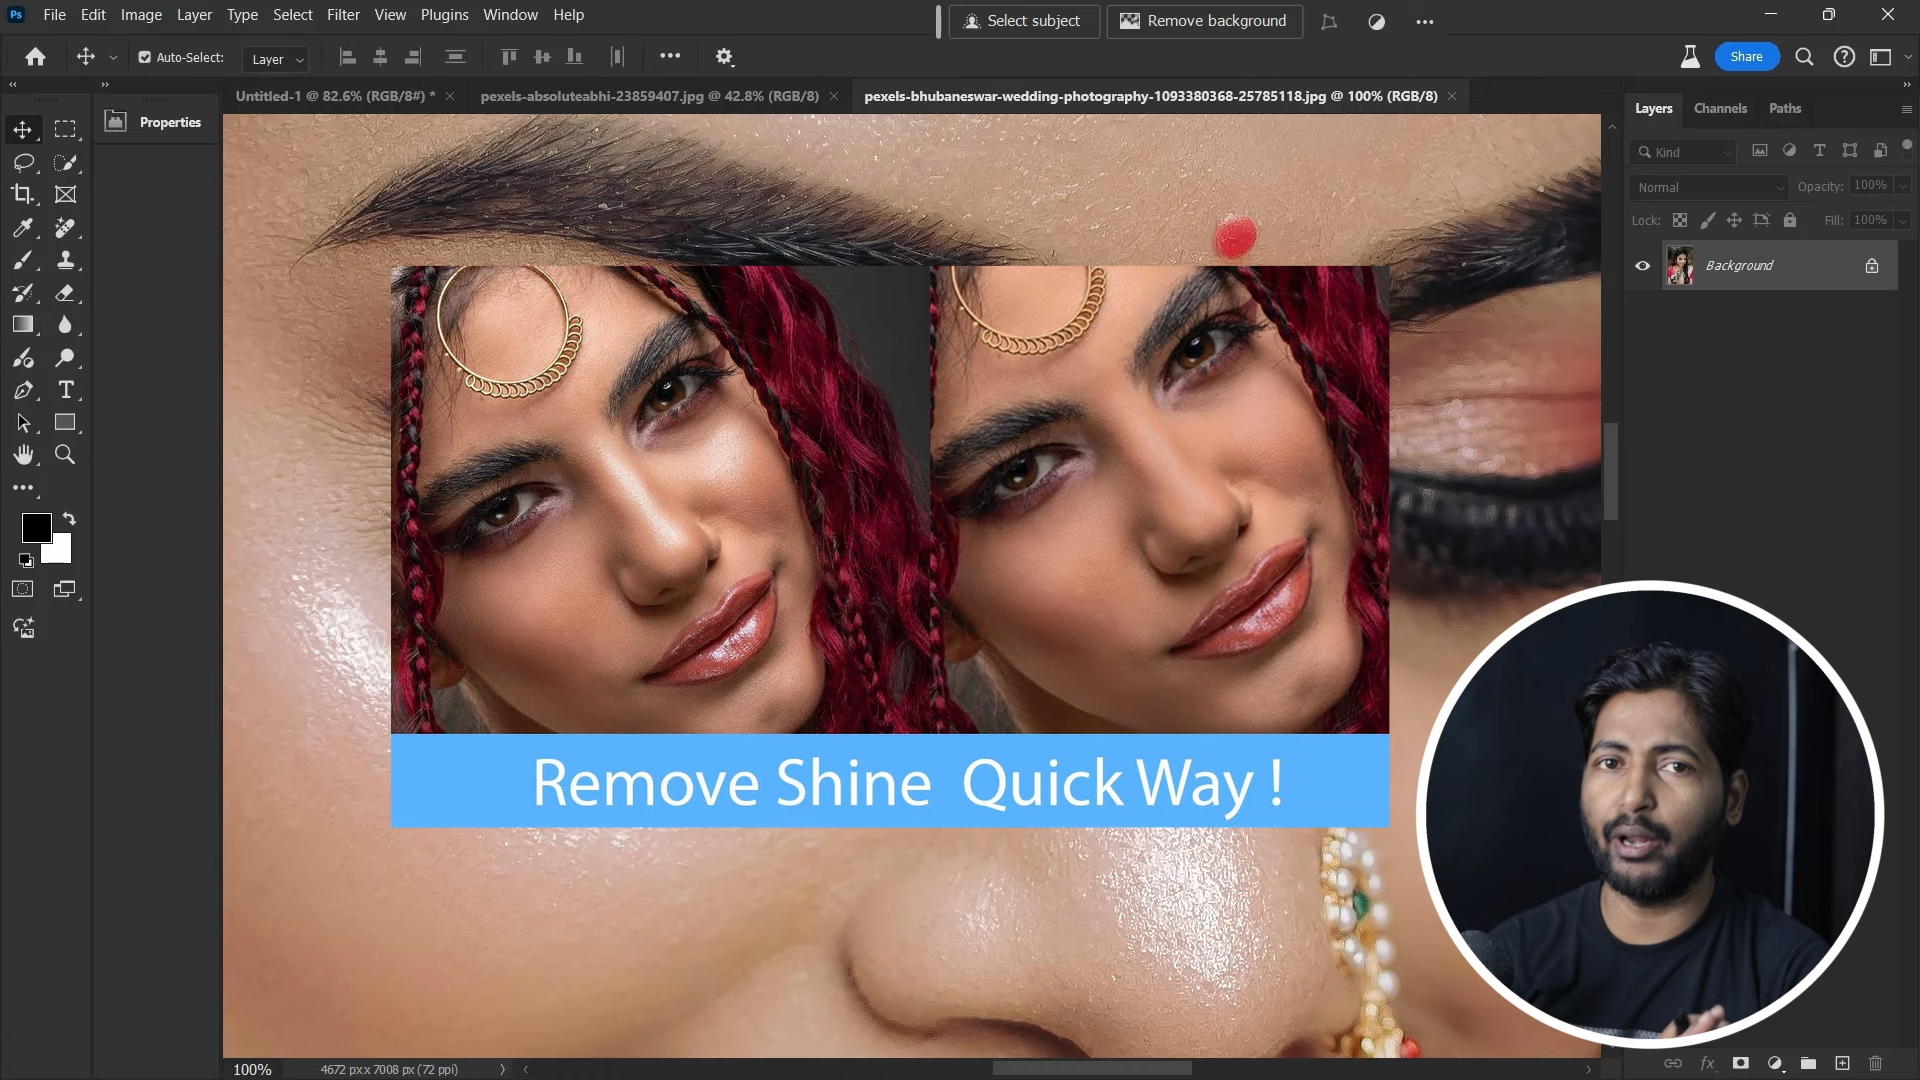 Ps File Edit Image Layer Type Select Filter View Plugins Window Help
Select subject
Remove background
Auto-Select: Layer
Share
Untitled-1 @ 82.6% (RGB/8#) *
pexels-absoluteabhi-23859407.jpg @ 42.8% (RGB/8)
pexels-bhubaneswar-wedding-photography-1093380368-25785118.jpg @ 100% (RGB/8)
Properties
Layers Channels Paths
Kind
Normal Opacity: 100%
Lock: Fill: 100%
Background
Remove Shine Quick Way !
100% 4672 px x 7008 px (72 ppi)
fx